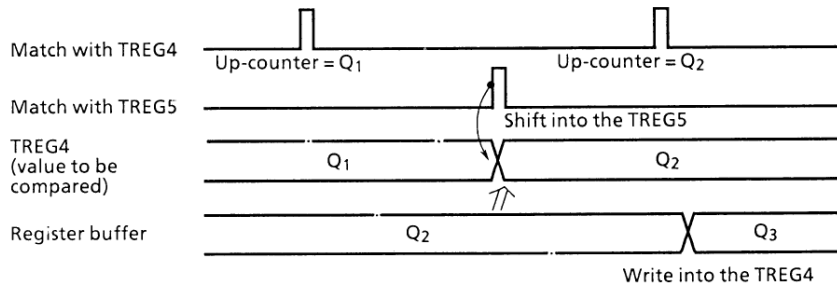 Match with TREG4
Up-counter = Q1
Up-counter = Q2
Match with TREG5
Shift into the TREG5
TREG4
(value to be
compared)
Q1
Q2
Register buffer
Q2
Q3
Write into the TREG4